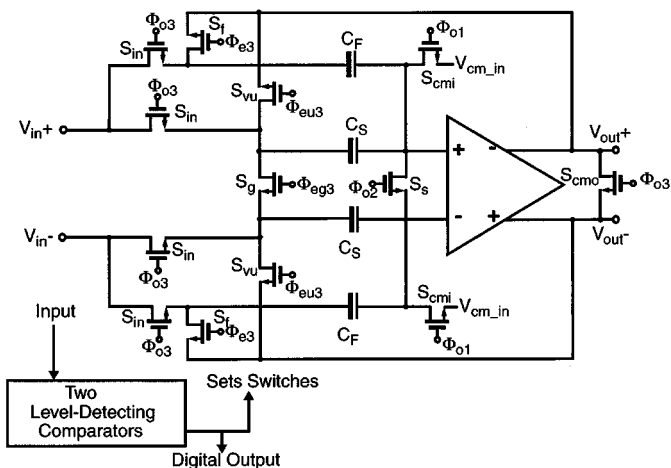 Φo3
Sf
Sin
Φe3
CF
Φo1
Φo3
Scmi
Vcm_in
Sin
Svu
Φeu3
Vin+
CS
Vout+
Sg
Φeg3
Φo2
Ss
Scmo
Φo3
Vin-
Sin
CS
Vout-
Φo3
Svu
Φeu3
Scmi
Vcm_in
Input
Sin
Sf
Φe3
CF
Φo3
Φo1
Sets Switches
Two
Level-Detecting
Comparators
Digital Output
+
-
-
+